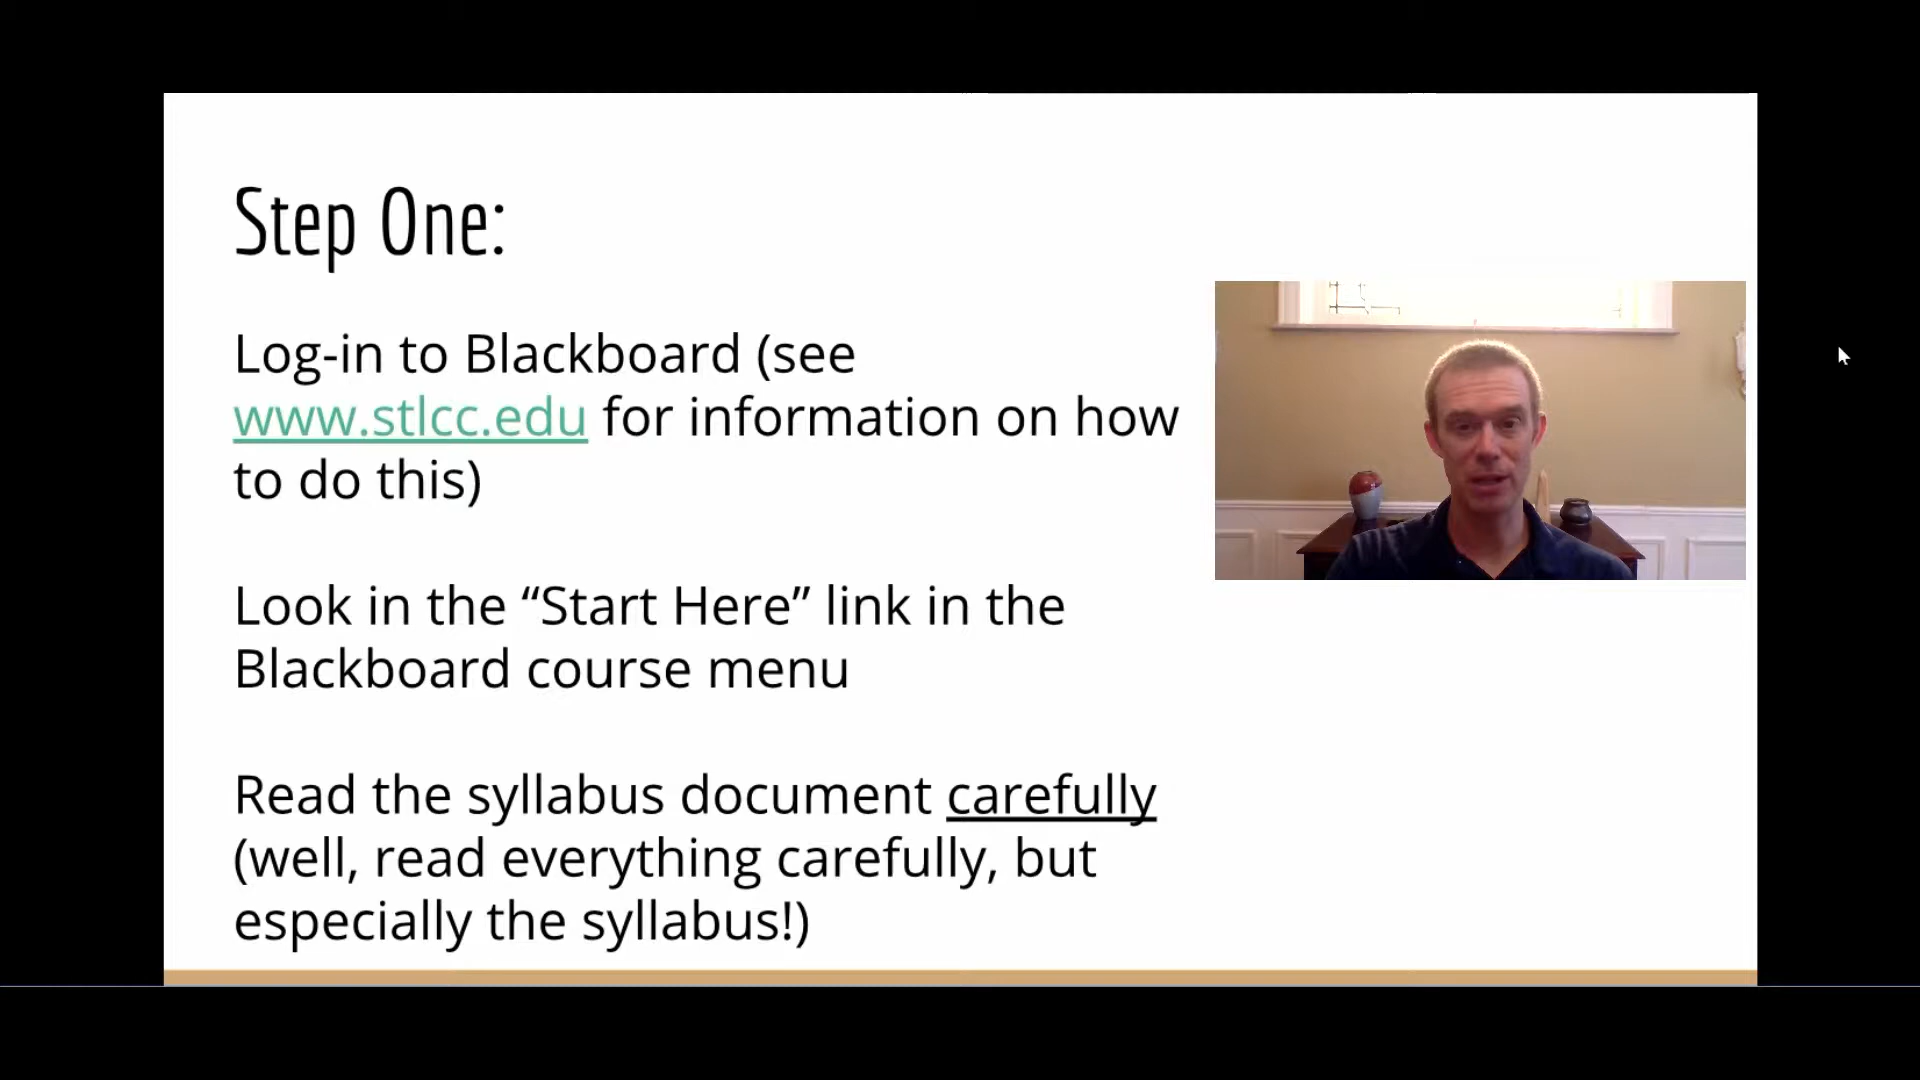 Step One:
Log-in to Blackboard (see
www.stlcc.edu for information on how
to do this)
Look in the “Start Here” link in the
Blackboard course menu
Read the syllabus document carefully
(well, read everything carefully, but
especially the syllabus!)